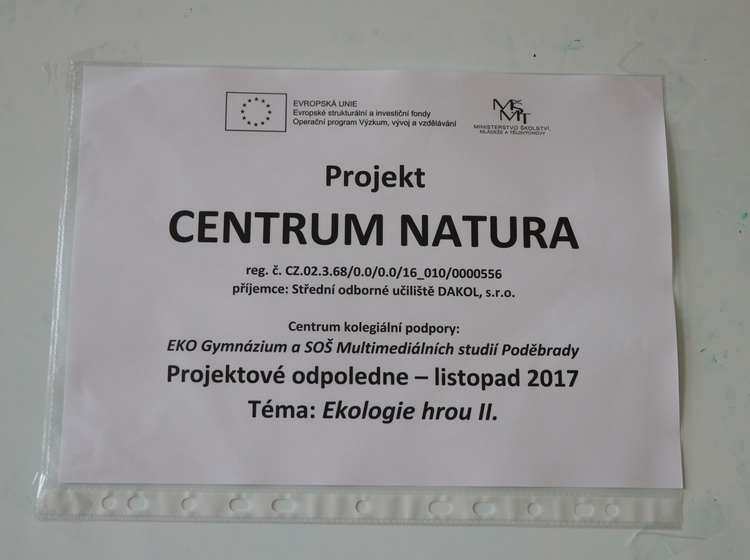 EVROPSKÁ UNIE
Evropské strukturální a investiční fondy
Operační program Výzkum, vývoj a vzdělávání
MŠMT
MINISTERSTVO ŠKOLSTVÍ,
MLÁDEŽE A TĚLOVÝCHOVY
Projekt
CENTRUM NATURA
reg. č. CZ.02.3.68/0.0/0.0/16_010/0000556
příjemce: Střední odborné učiliště DAKOL, s.r.o.
Centrum kolegiální podpory:
EKO Gymnázium a SOŠ Multimediálních studií Poděbrady
Projektové odpoledne – listopad 2017
Téma: Ekologie hrou II.